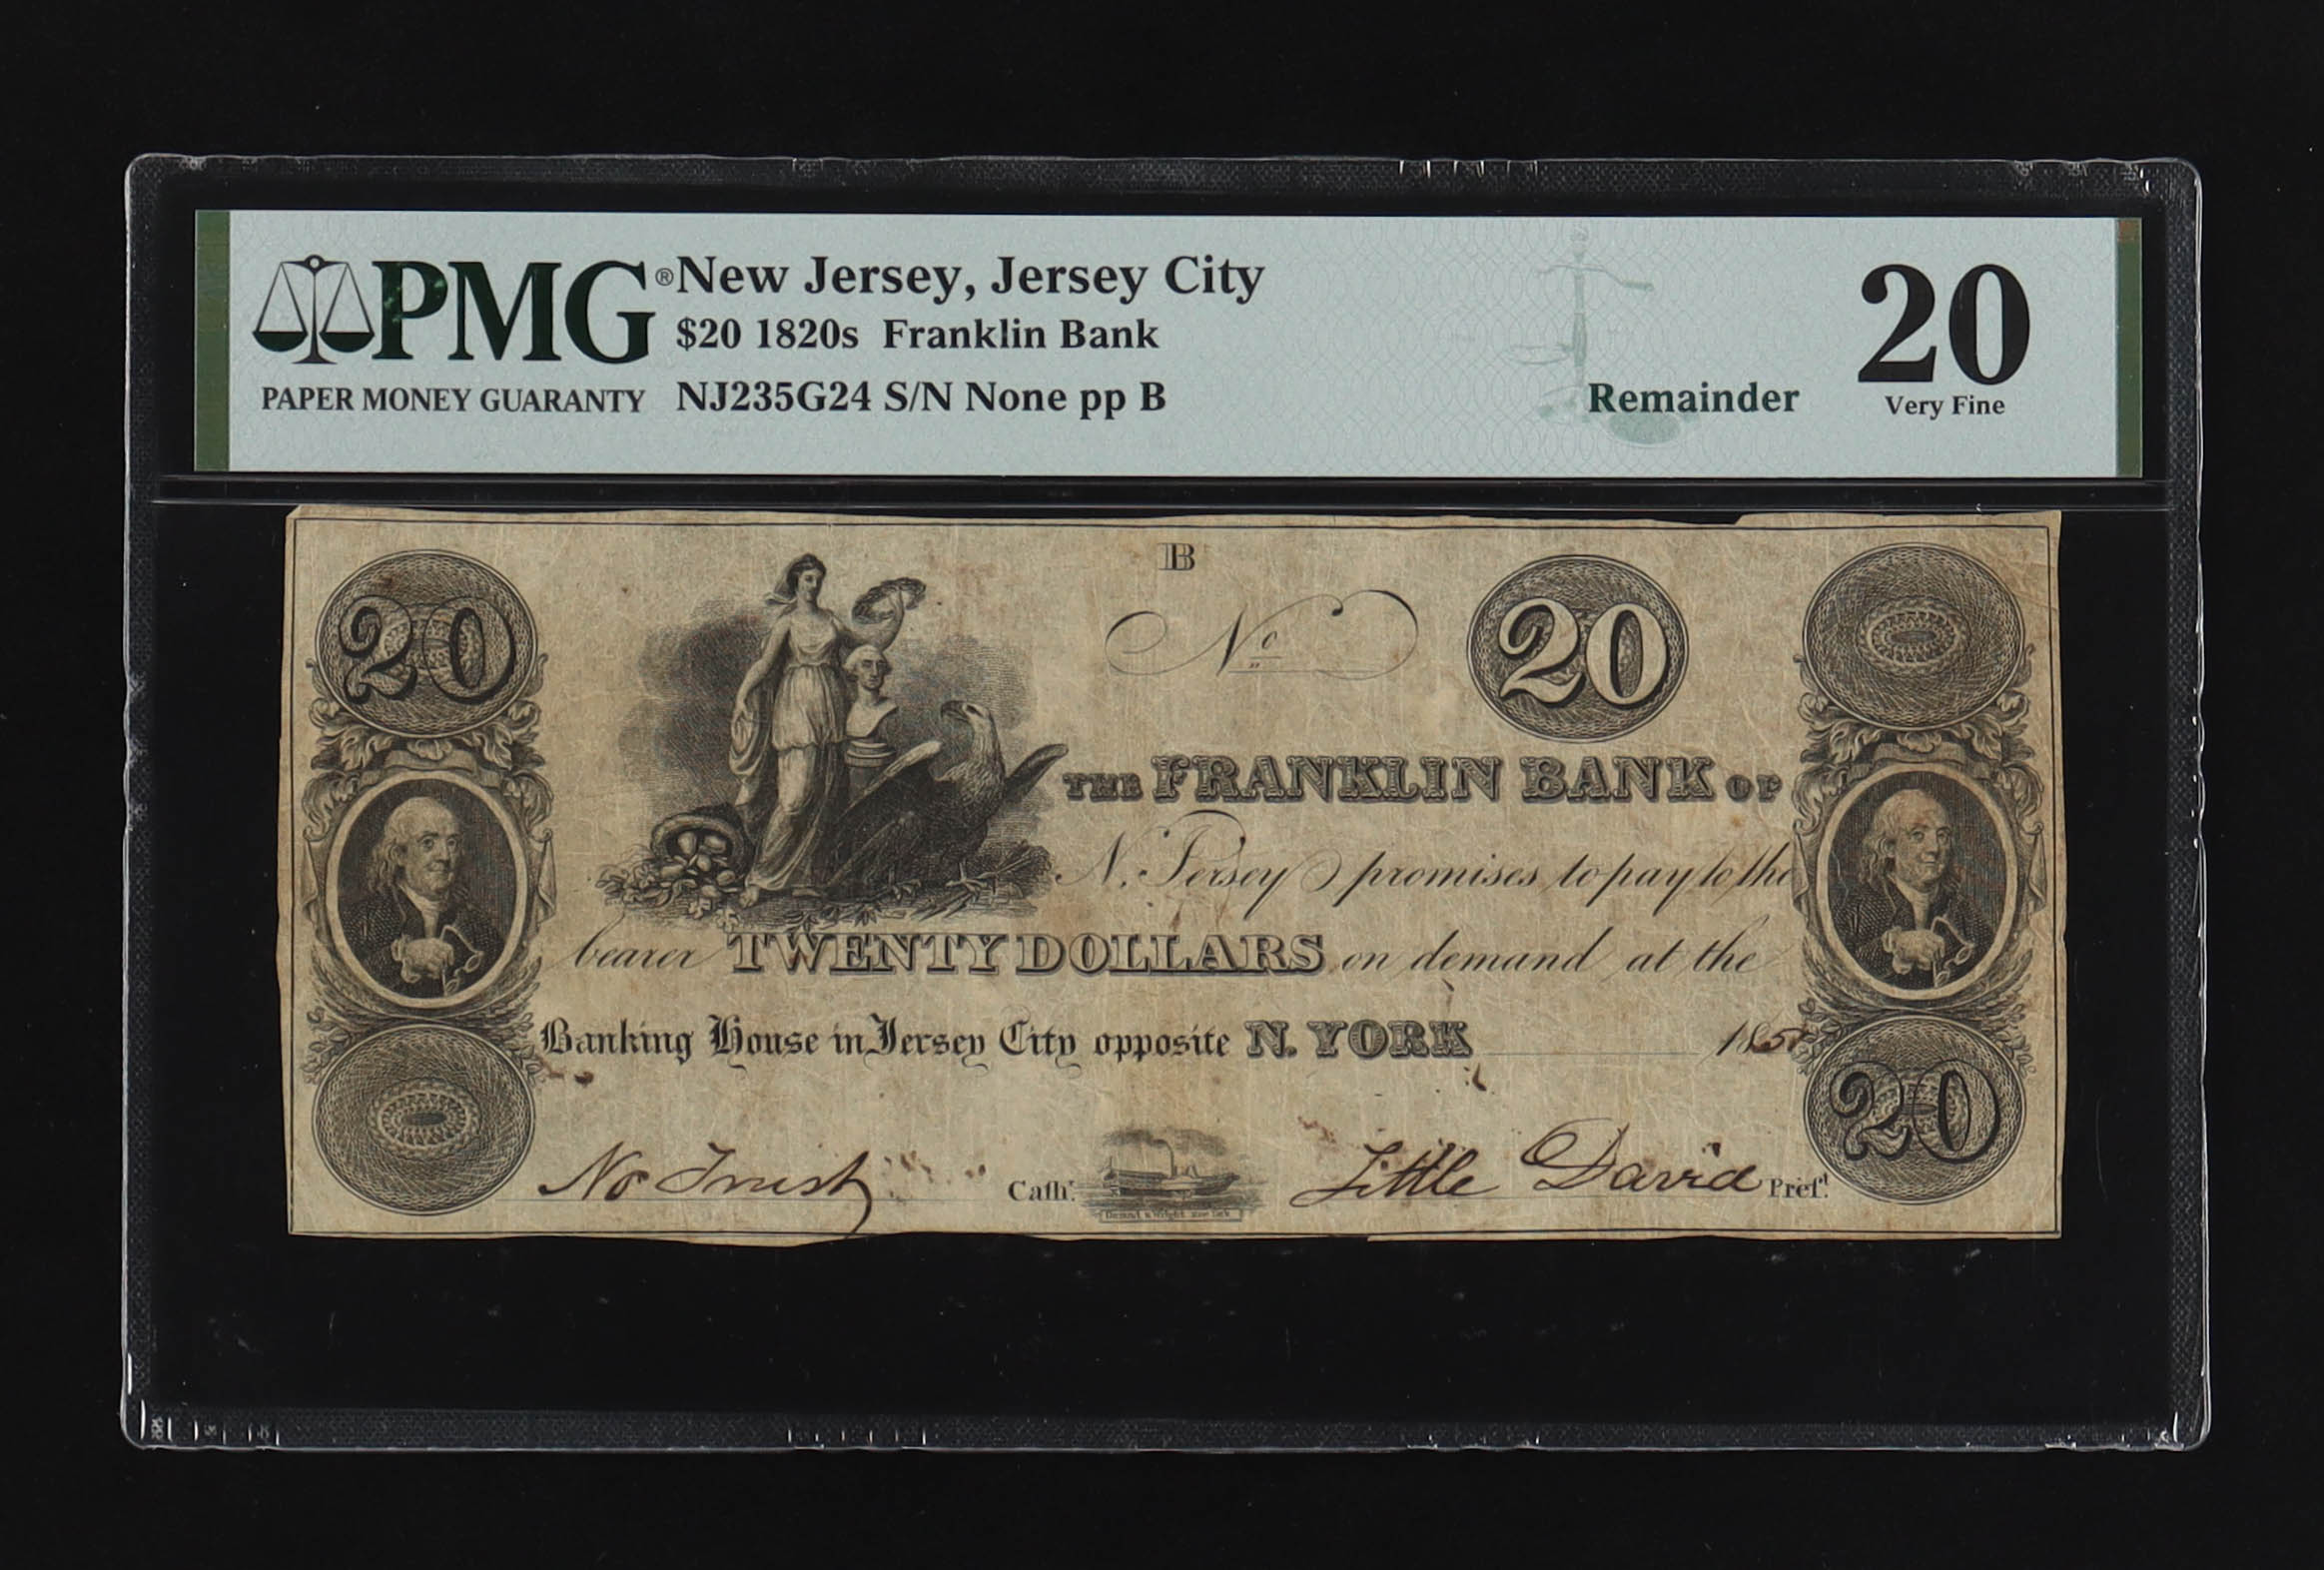 PMG® New Jersey, Jersey City
$20 1820s Franklin Bank
PAPER MONEY GUARANTY NJ235G24 S/N None pp B
Remainder
20
Very Fine
B
20
No
20
THE FRANKLIN BANK OF
N. Jersey promises to pay to the
bearer TWENTY DOLLARS on demand at the
Banking House in Jersey City opposite N. YORK 185
20
No Trust Cash.r Little David Pres.t